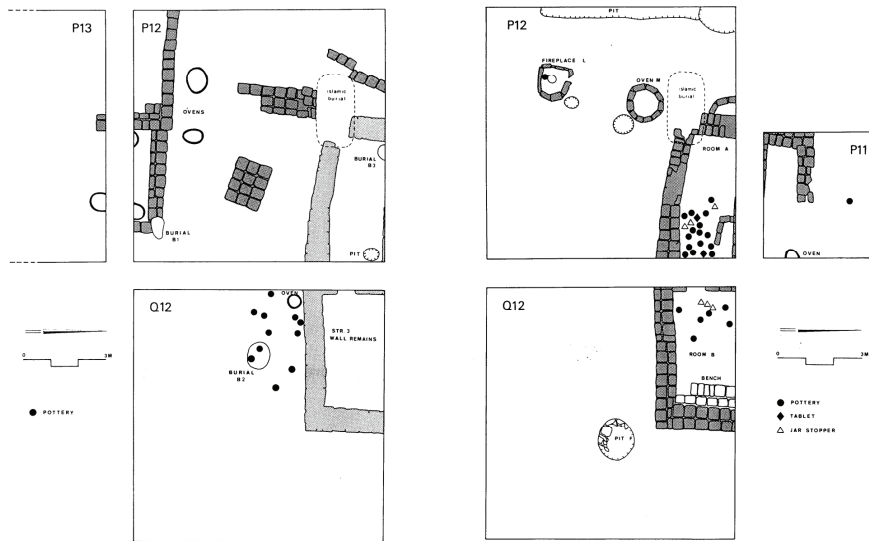 P13
P12
OVENS
Islamic
burial
BURIAL
B3
BURIAL
B1
PIT
Q12
OVEN
STR. 3
WALL REMAINS
BURIAL
B2
0 3M
POTTERY
P12
PIT
FIREPLACE L
OVEN M
Islamic
burial
ROOM A
P11
OVEN
Q12
ROOM B
BENCH
PIT F
0 3M
POTTERY
TABLET
JAR STOPPER